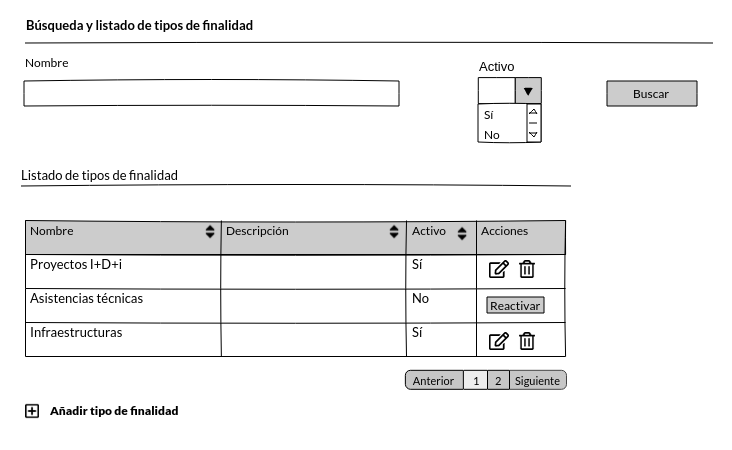 Búsqueda y listado de tipos de finalidad
Nombre
Activo
Buscar
Sí
No
Listado de tipos de finalidad
Nombre Descripción Activo Acciones
Proyectos I+D+i Sí
Asistencias técnicas No Reactivar
Infraestructuras Sí
Anterior 1 2 Siguiente
Añadir tipo de finalidad